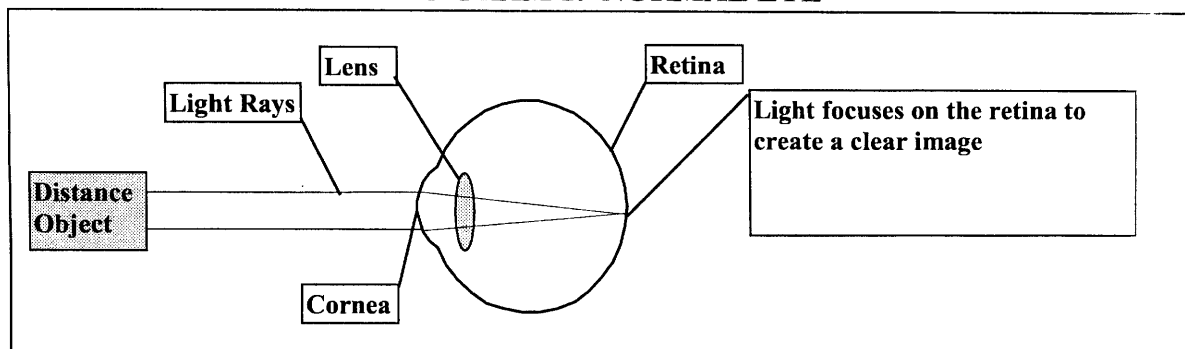 Lens
Retina
Light Rays
Light focuses on the retina to
create a clear image
Distance
Object
Cornea